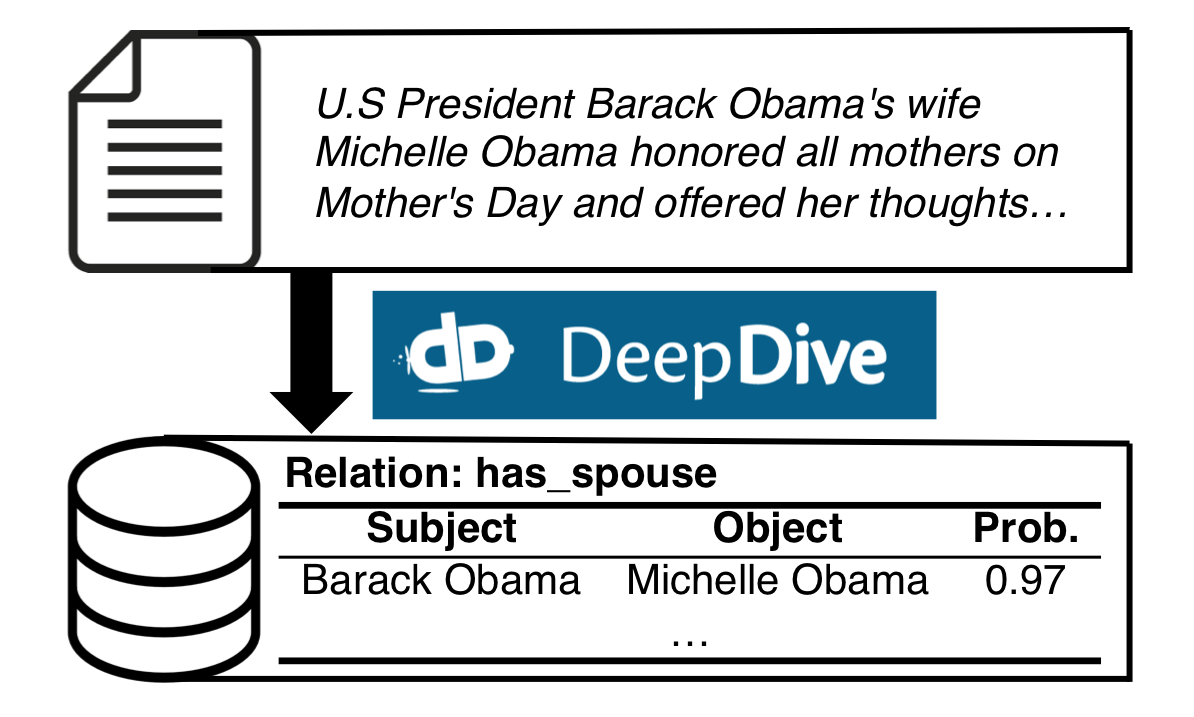 U.S President Barack Obama's wife
Michelle Obama honored all mothers on
Mother's Day and offered her thoughts…
dD DeepDive
Relation: has_spouse
Subject Object Prob.
Barack Obama Michelle Obama 0.97
…